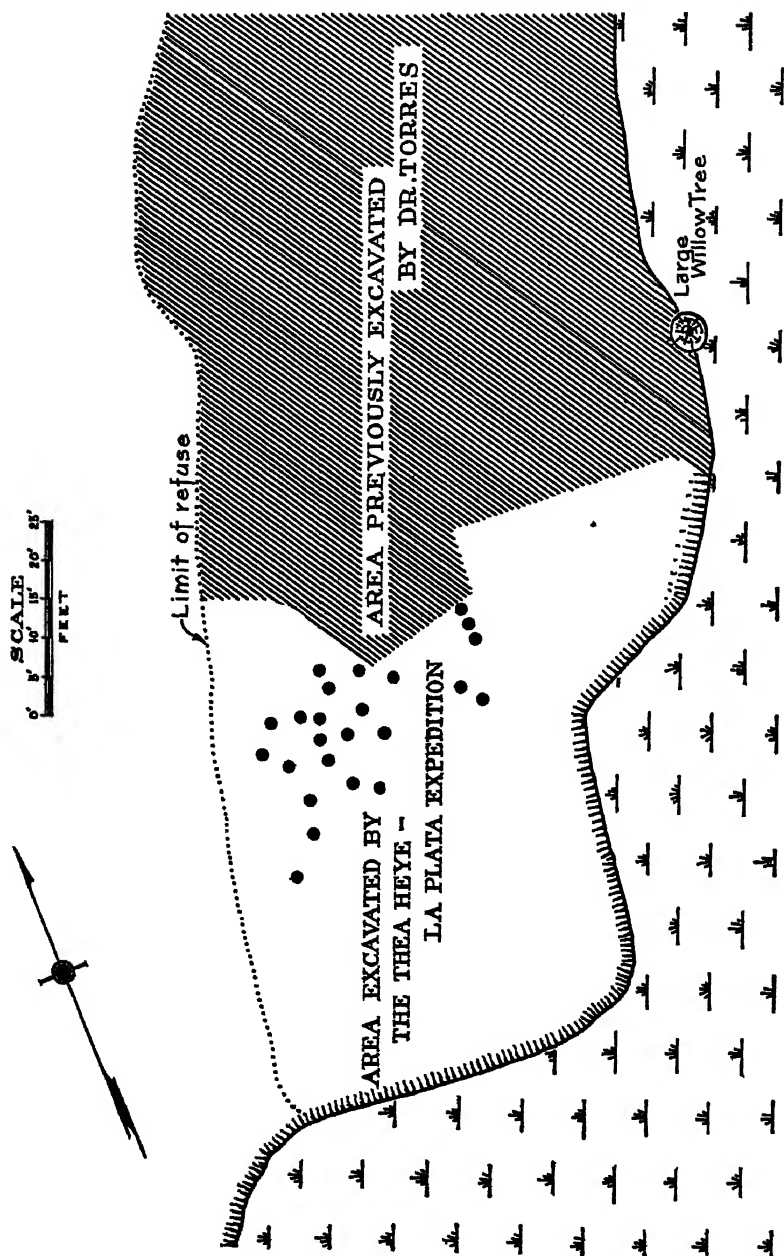 SCALE
0' 5' 10' 15' 20' 25'
FEET
Limit of refuse
AREA PREVIOUSLY EXCAVATED
BY DR. TORRES
AREA EXCAVATED BY
THE THEA HEYE –
LA PLATA EXPEDITION
Large
Willow Tree